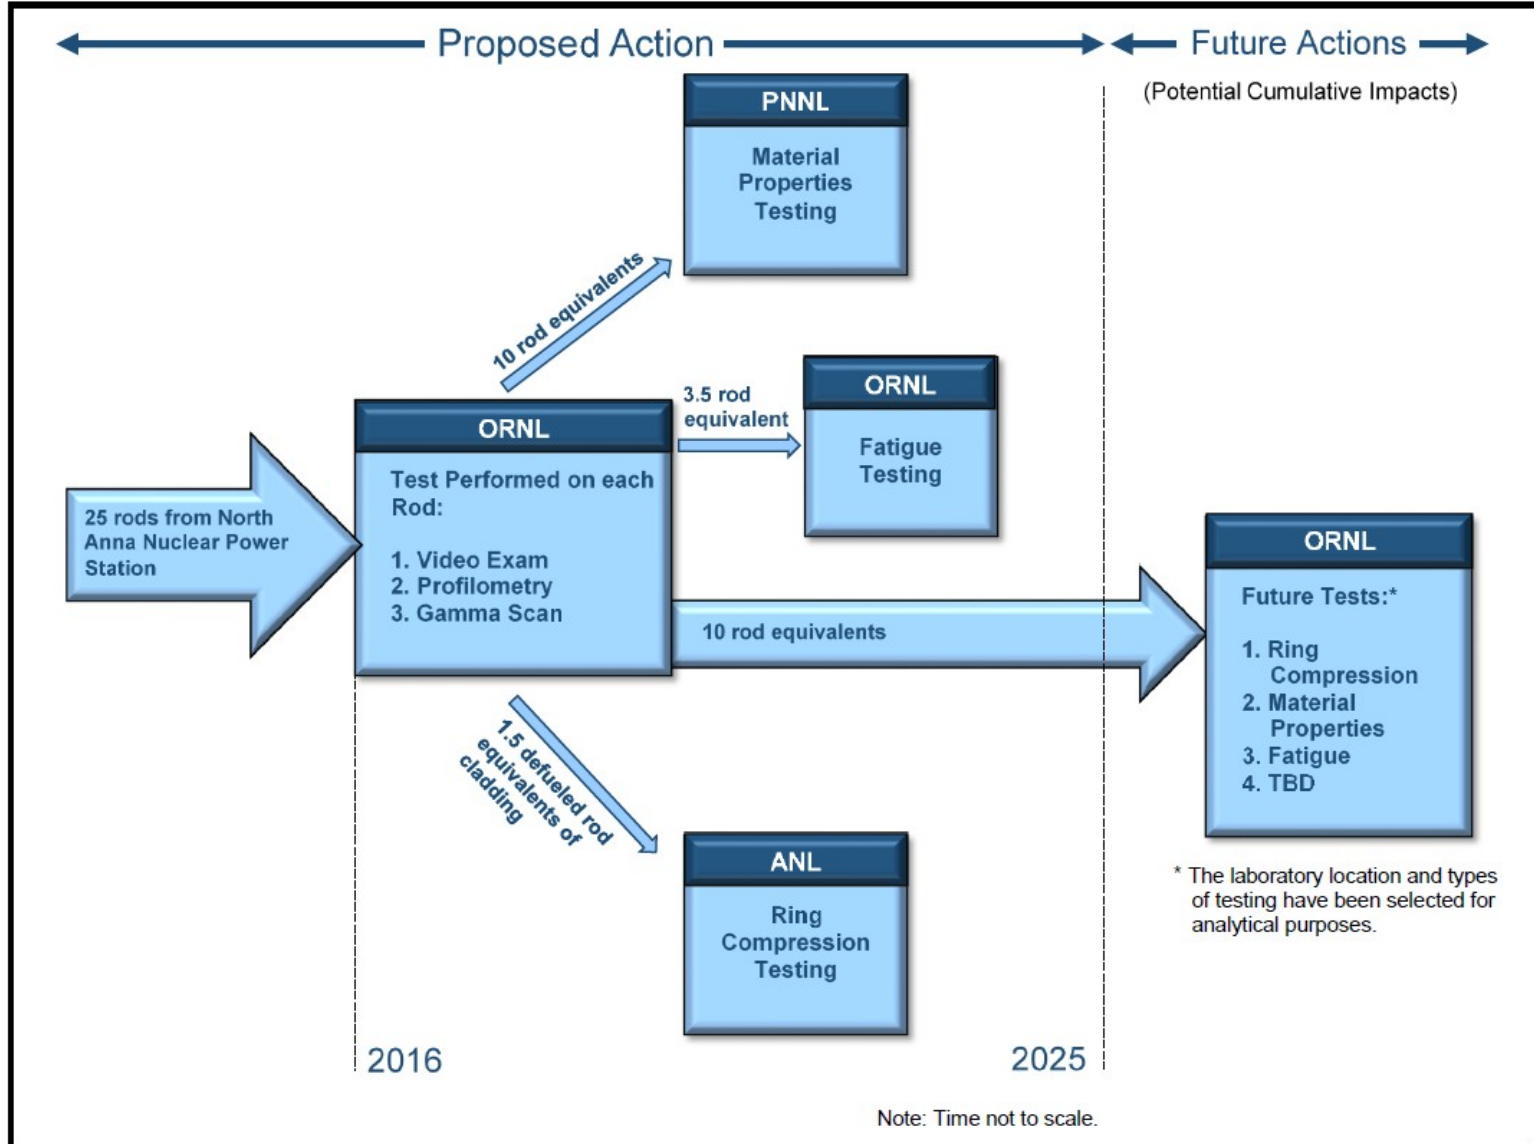 Proposed Action
Future Actions
(Potential Cumulative Impacts)
PNNL
Material
Properties
Testing
10 rod equivalents
3.5 rod
equivalent
ORNL
Fatigue
Testing
ORNL
Test Performed on each
Rod:
1. Video Exam
2. Profilometry
3. Gamma Scan
25 rods from North
Anna Nuclear Power
Station
10 rod equivalents
ORNL
Future Tests:*
1. Ring
Compression
2. Material
Properties
3. Fatigue
4. TBD
* The laboratory location and types
of testing have been selected for
analytical purposes.
1.5 defueled rod
equivalents of
cladding
ANL
Ring
Compression
Testing
2016
2025
Note: Time not to scale.